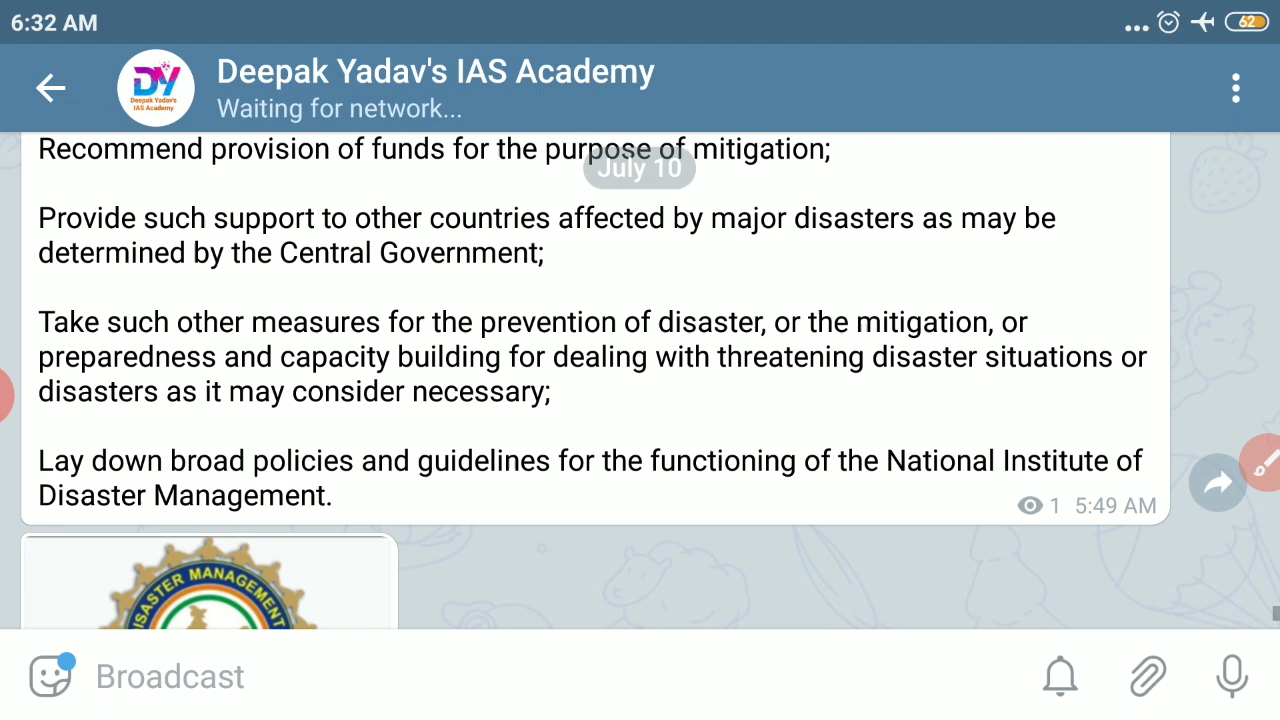 6:32 AM
62
Deepak Yadav's IAS Academy
Waiting for network...
DY
Deepak Yadav's
IAS Academy
Recommend provision of funds for the purpose of mitigation;
July 10
Provide such support to other countries affected by major disasters as may be
determined by the Central Government;
Take such other measures for the prevention of disaster, or the mitigation, or
preparedness and capacity building for dealing with threatening disaster situations or
disasters as it may consider necessary;
Lay down broad policies and guidelines for the functioning of the National Institute of
Disaster Management.
1 5:49 AM
DISASTER MANAGEMENT
Broadcast